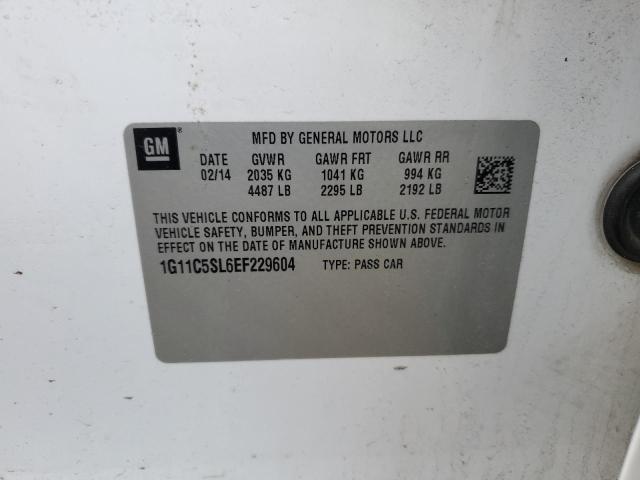 GM®
MFD BY GENERAL MOTORS LLC
DATE GVWR GAWR FRT GAWR RR
02/14 2035 KG 1041 KG 994 KG
4487 LB 2295 LB 2192 LB
THIS VEHICLE CONFORMS TO ALL APPLICABLE U.S. FEDERAL MOTOR
VEHICLE SAFETY, BUMPER, AND THEFT PREVENTION STANDARDS IN
EFFECT ON THE DATE OF MANUFACTURE SHOWN ABOVE.
1G11C5SL6EF229604 TYPE: PASS CAR